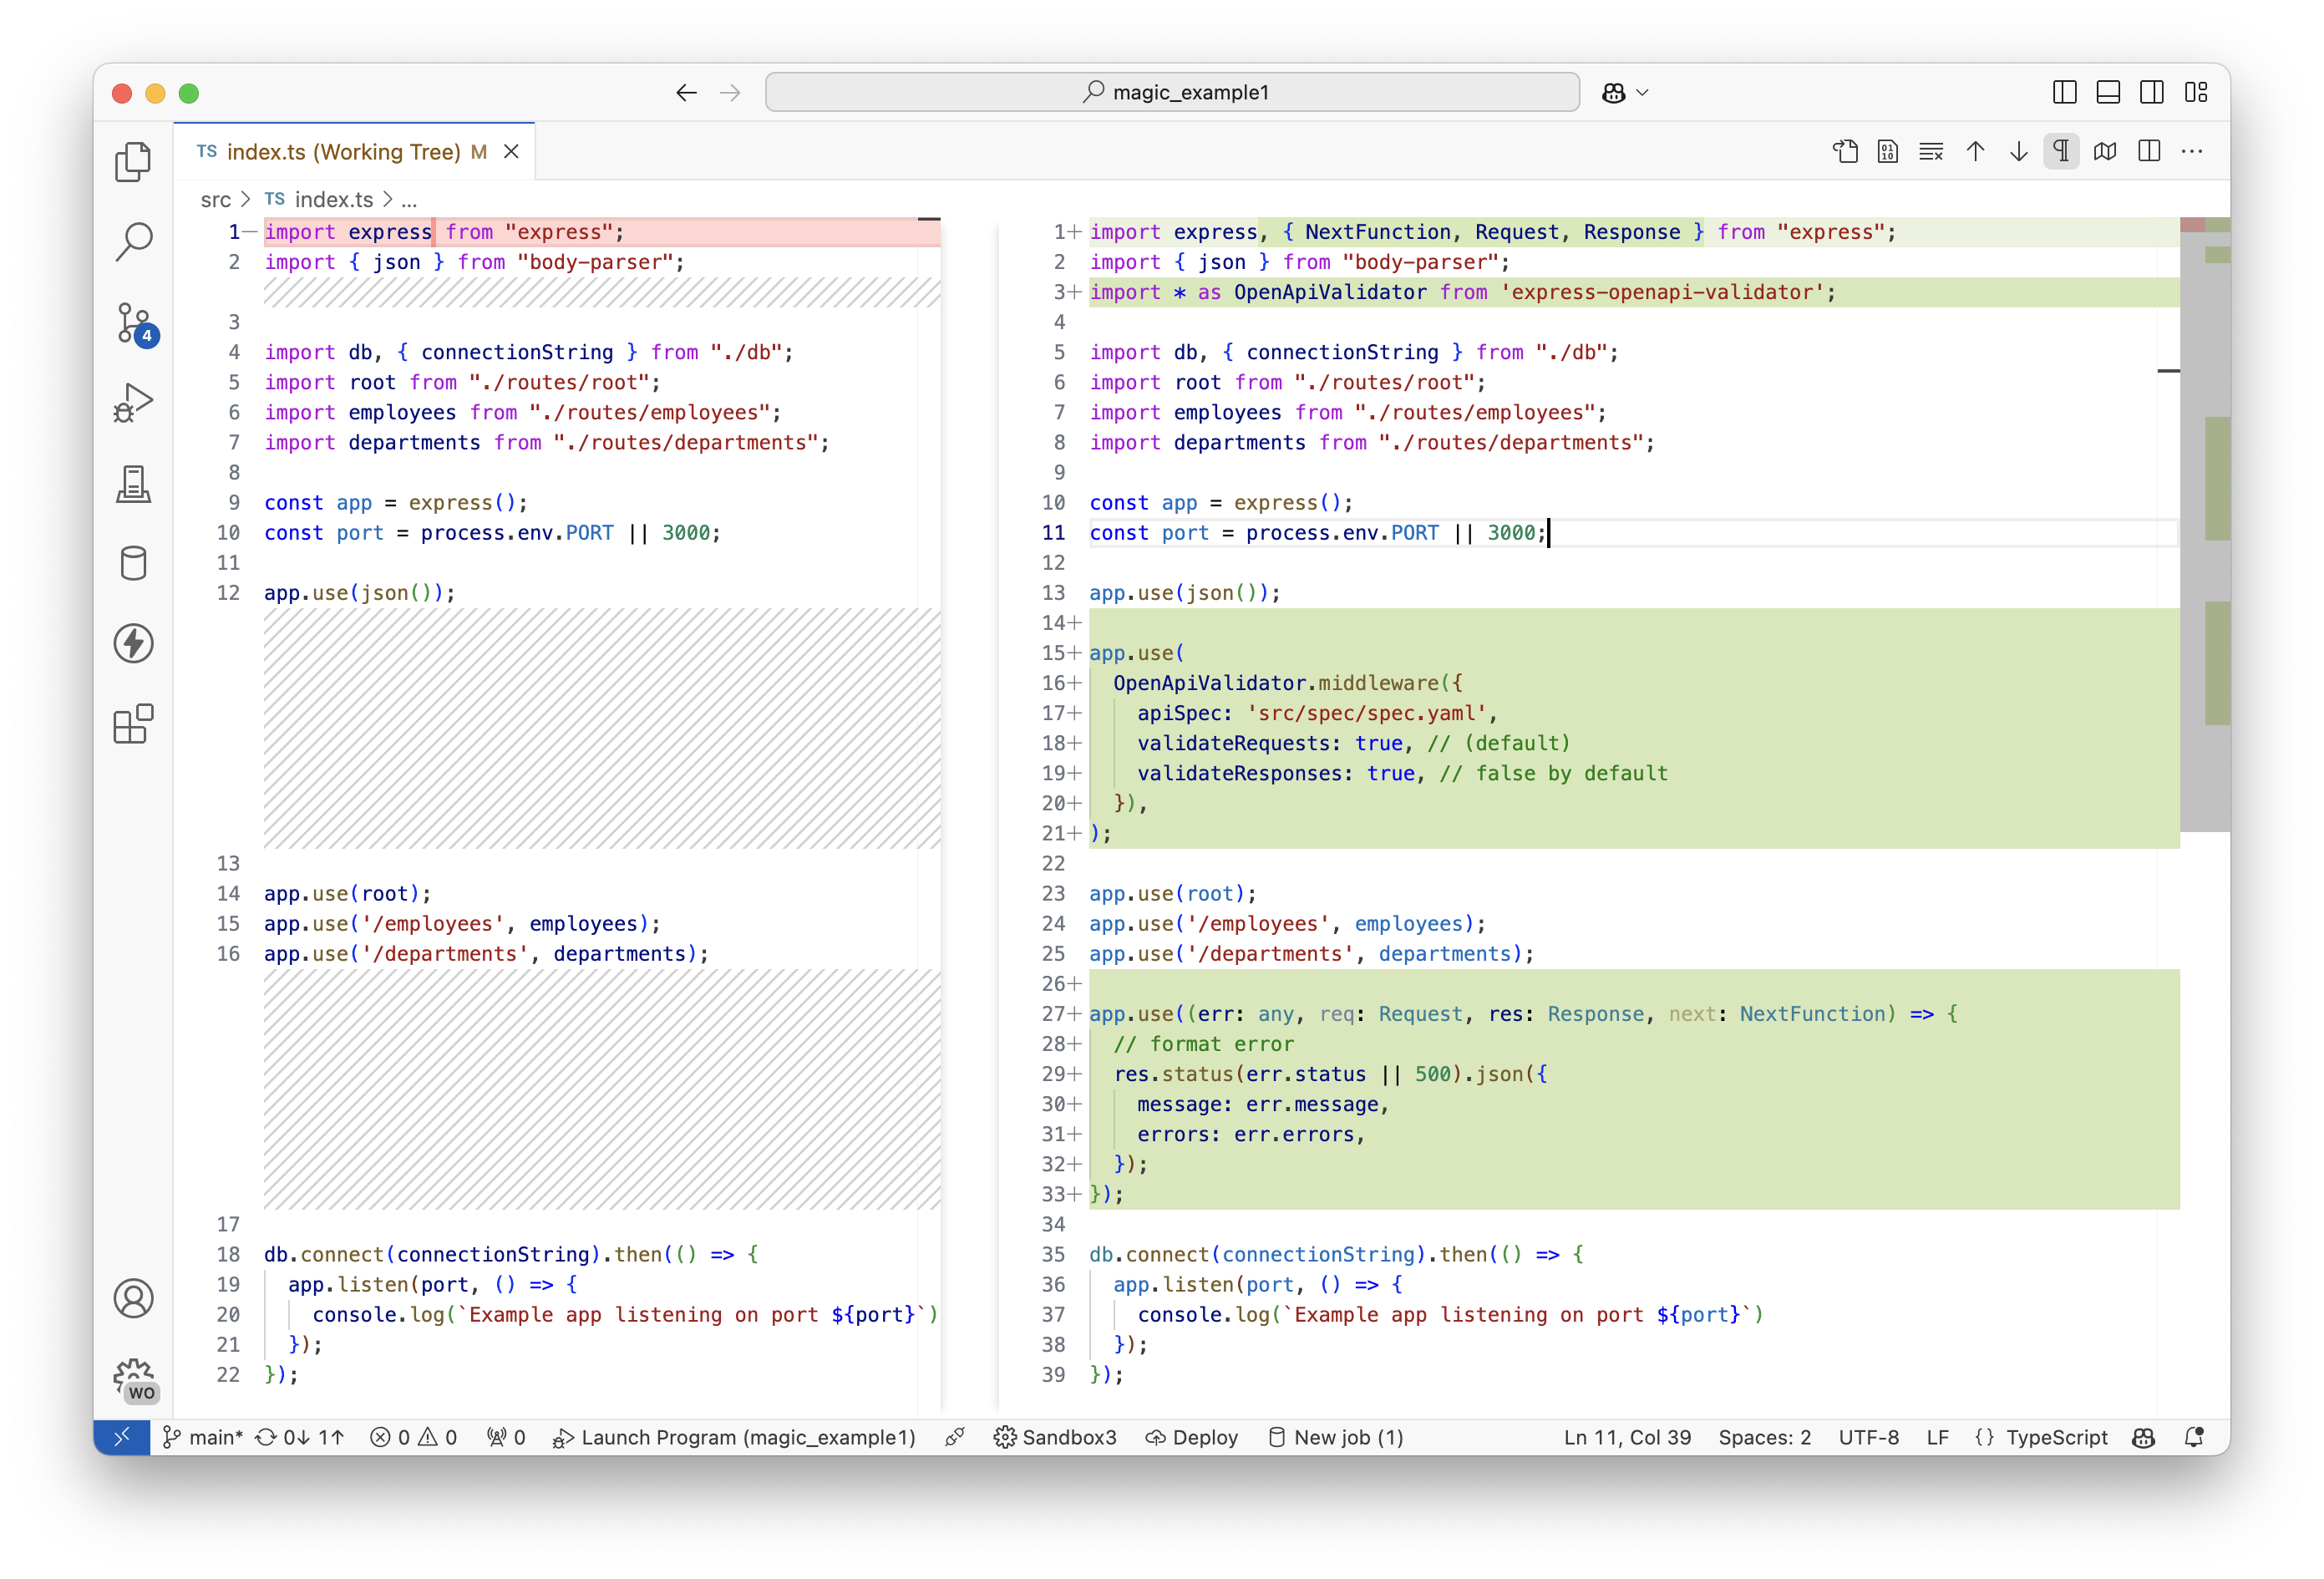 magic_example1
TS index.ts (Working Tree) M
src > TS index.ts > ...
1 import express from "express";
2 import { json } from "body-parser";
3
4 import db, { connectionString } from "./db";
5 import root from "./routes/root";
6 import employees from "./routes/employees";
7 import departments from "./routes/departments";
8
9 const app = express();
10 const port = process.env.PORT || 3000;
11
12 app.use(json());
13
14 app.use(root);
15 app.use('/employees', employees);
16 app.use('/departments', departments);
17
18 db.connect(connectionString).then(() => {
19   app.listen(port, () => {
20     console.log(`Example app listening on port ${port}`)
21   });
22 });
1+ import express, { NextFunction, Request, Response } from "express";
2 import { json } from "body-parser";
3+ import * as OpenApiValidator from 'express-openapi-validator';
4
5 import db, { connectionString } from "./db";
6 import root from "./routes/root";
7 import employees from "./routes/employees";
8 import departments from "./routes/departments";
9
10 const app = express();
11 const port = process.env.PORT || 3000;
12
13 app.use(json());
14+
15+ app.use(
16+   OpenApiValidator.middleware({
17+     apiSpec: 'src/spec/spec.yaml',
18+     validateRequests: true, // (default)
19+     validateResponses: true, // false by default
20+   }),
21+ );
22
23 app.use(root);
24 app.use('/employees', employees);
25 app.use('/departments', departments);
26+
27+ app.use((err: any, req: Request, res: Response, next: NextFunction) => {
28+   // format error
29+   res.status(err.status || 500).json({
30+     message: err.message,
31+     errors: err.errors,
32+   });
33+ });
34
35 db.connect(connectionString).then(() => {
36   app.listen(port, () => {
37     console.log(`Example app listening on port ${port}`)
38   });
39 });
4
WO
main* 0↓ 1↑ 0 0 0 Launch Program (magic_example1) Sandbox3 Deploy New job (1) Ln 11, Col 39 Spaces: 2 UTF-8 LF {} TypeScript